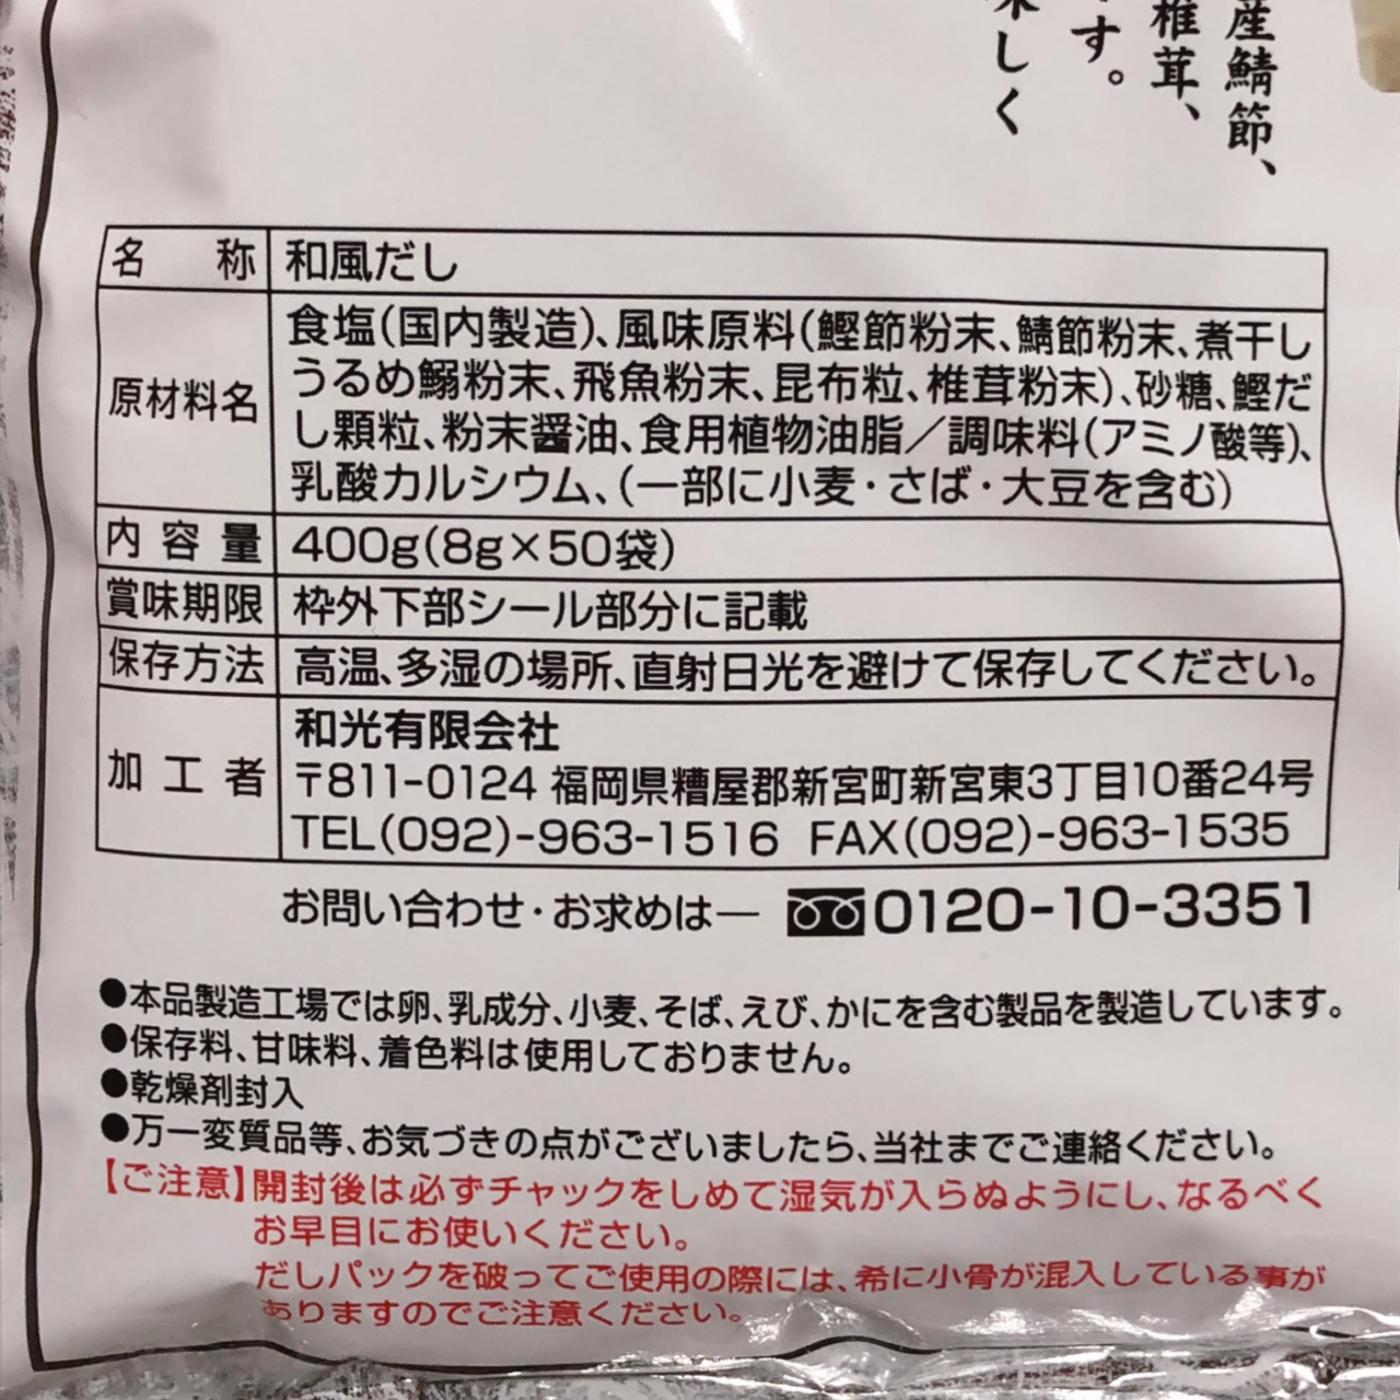 産鯖節、
椎茸、
す。
味しく
名称 和風だし
原材料名 食塩(国内製造)、風味原料(鰹節粉末、鯖節粉末、煮干し
うるめ鰯粉末、飛魚粉末、昆布粒、椎茸粉末)、砂糖、鰹だ
し顆粒、粉末醤油、食用植物油脂／調味料(アミノ酸等)、
乳酸カルシウム、(一部に小麦・さば・大豆を含む)
内容量 400g(8g×50袋)
賞味期限 枠外下部シール部分に記載
保存方法 高温、多湿の場所、直射日光を避けて保存してください。
加工者 和光有限会社
〒811-0124 福岡県糟屋郡新宮町新宮東3丁目10番24号
TEL(092)-963-1516 FAX(092)-963-1535
お問い合わせ・お求めは― 0120-10-3351
●本品製造工場では卵、乳成分、小麦、そば、えび、かにを含む製品を製造しています。
●保存料、甘味料、着色料は使用しておりません。
●乾燥剤封入
●万一変質品等、お気づきの点がございましたら、当社までご連絡ください。
【ご注意】開封後は必ずチャックをしめて湿気が入らぬようにし、なるべく
お早目にお使いください。
だしパックを破ってご使用の際には、希に小骨が混入している事が
ありますのでご注意ください。